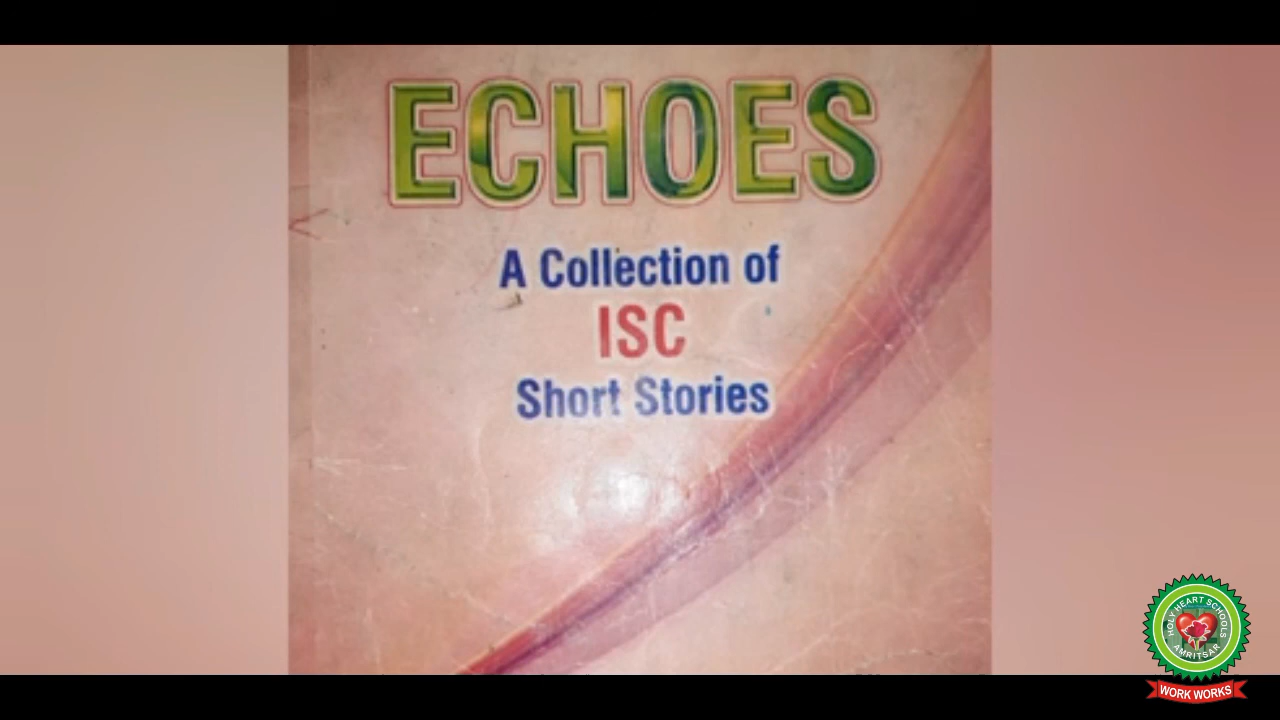 ECHOES
A Collection of
ISC
Short Stories
HOLY HEART SCHOOLS
AMRITSAR
WORK WORKS